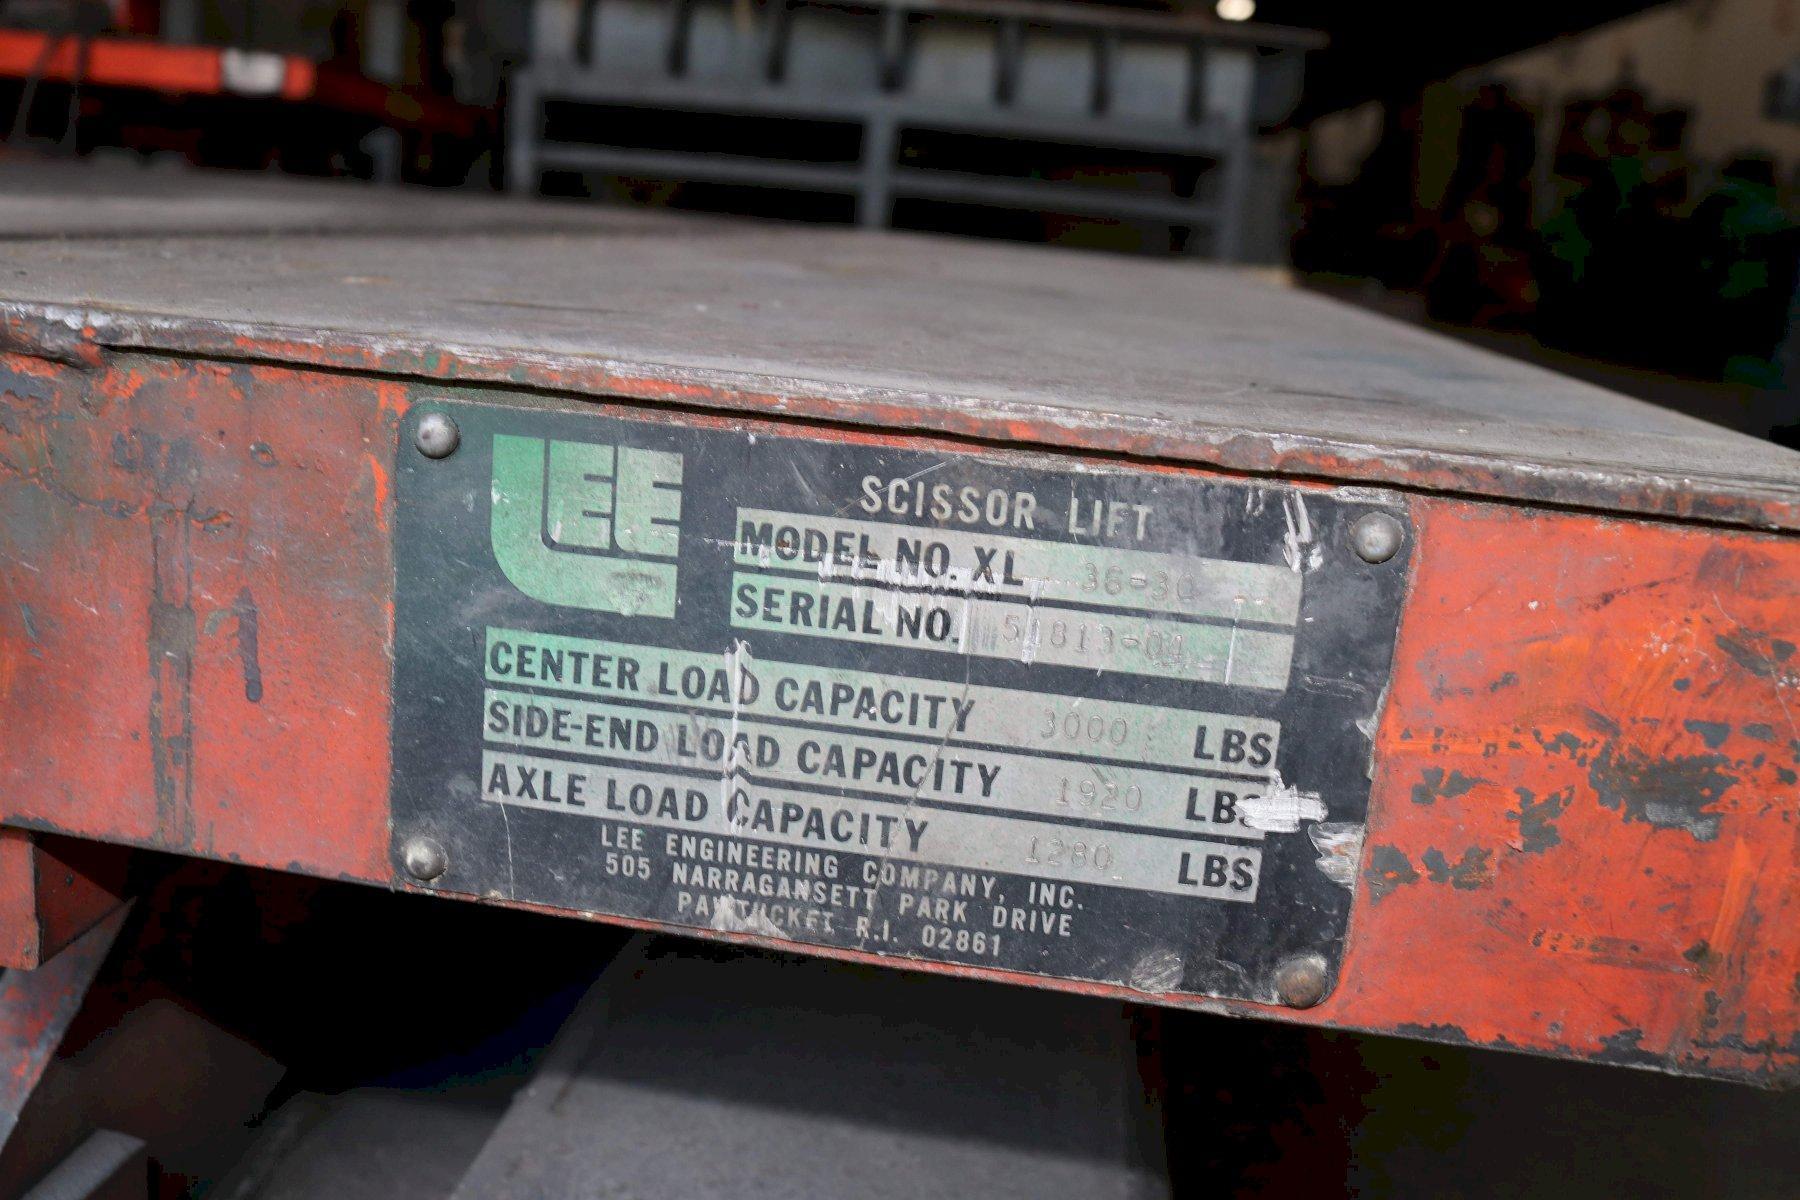 LEE
SCISSOR LIFT
MODEL NO. XL 36-30
SERIAL NO.
CENTER LOAD CAPACITY 3000 LBS
SIDE-END LOAD CAPACITY 1920 LBS
AXLE LOAD CAPACITY 1280 LBS
LEE ENGINEERING COMPANY, INC.
505 NARRAGANSETT PARK DRIVE
PAWTUCKET R.I. 02861